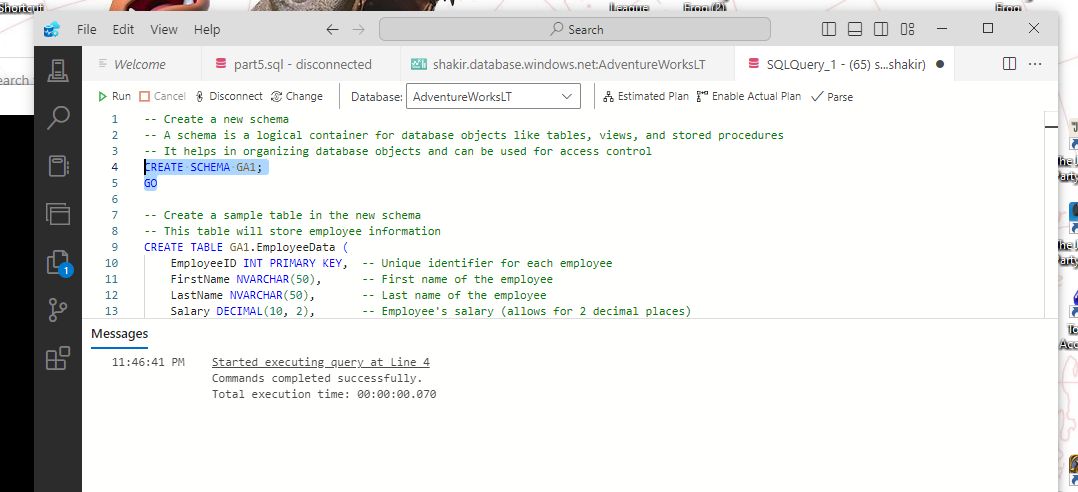 Shortcut
League
Frog (2)
Frog
File Edit View Help
Search
earch
Welcome
part5.sql - disconnected
shakir.database.windows.net:AdventureWorksLT
SQLQuery_1 - (65) s...shakir)
Run Cancel Disconnect Change Database: AdventureWorksLT Estimated Plan Enable Actual Plan Parse
1 -- Create a new schema
2 -- A schema is a logical container for database objects like tables, views, and stored procedures
3 -- It helps in organizing database objects and can be used for access control
4 CREATE SCHEMA GA1;
5 GO
6
7 -- Create a sample table in the new schema
8 -- This table will store employee information
9 CREATE TABLE GA1.EmployeeData (
10 EmployeeID INT PRIMARY KEY, -- Unique identifier for each employee
11 FirstName NVARCHAR(50), -- First name of the employee
12 LastName NVARCHAR(50), -- Last name of the employee
13 Salary DECIMAL(10, 2), -- Employee's salary (allows for 2 decimal places)
1
Messages
11:46:41 PM Started executing query at Line 4
Commands completed successfully.
Total execution time: 00:00:00.070